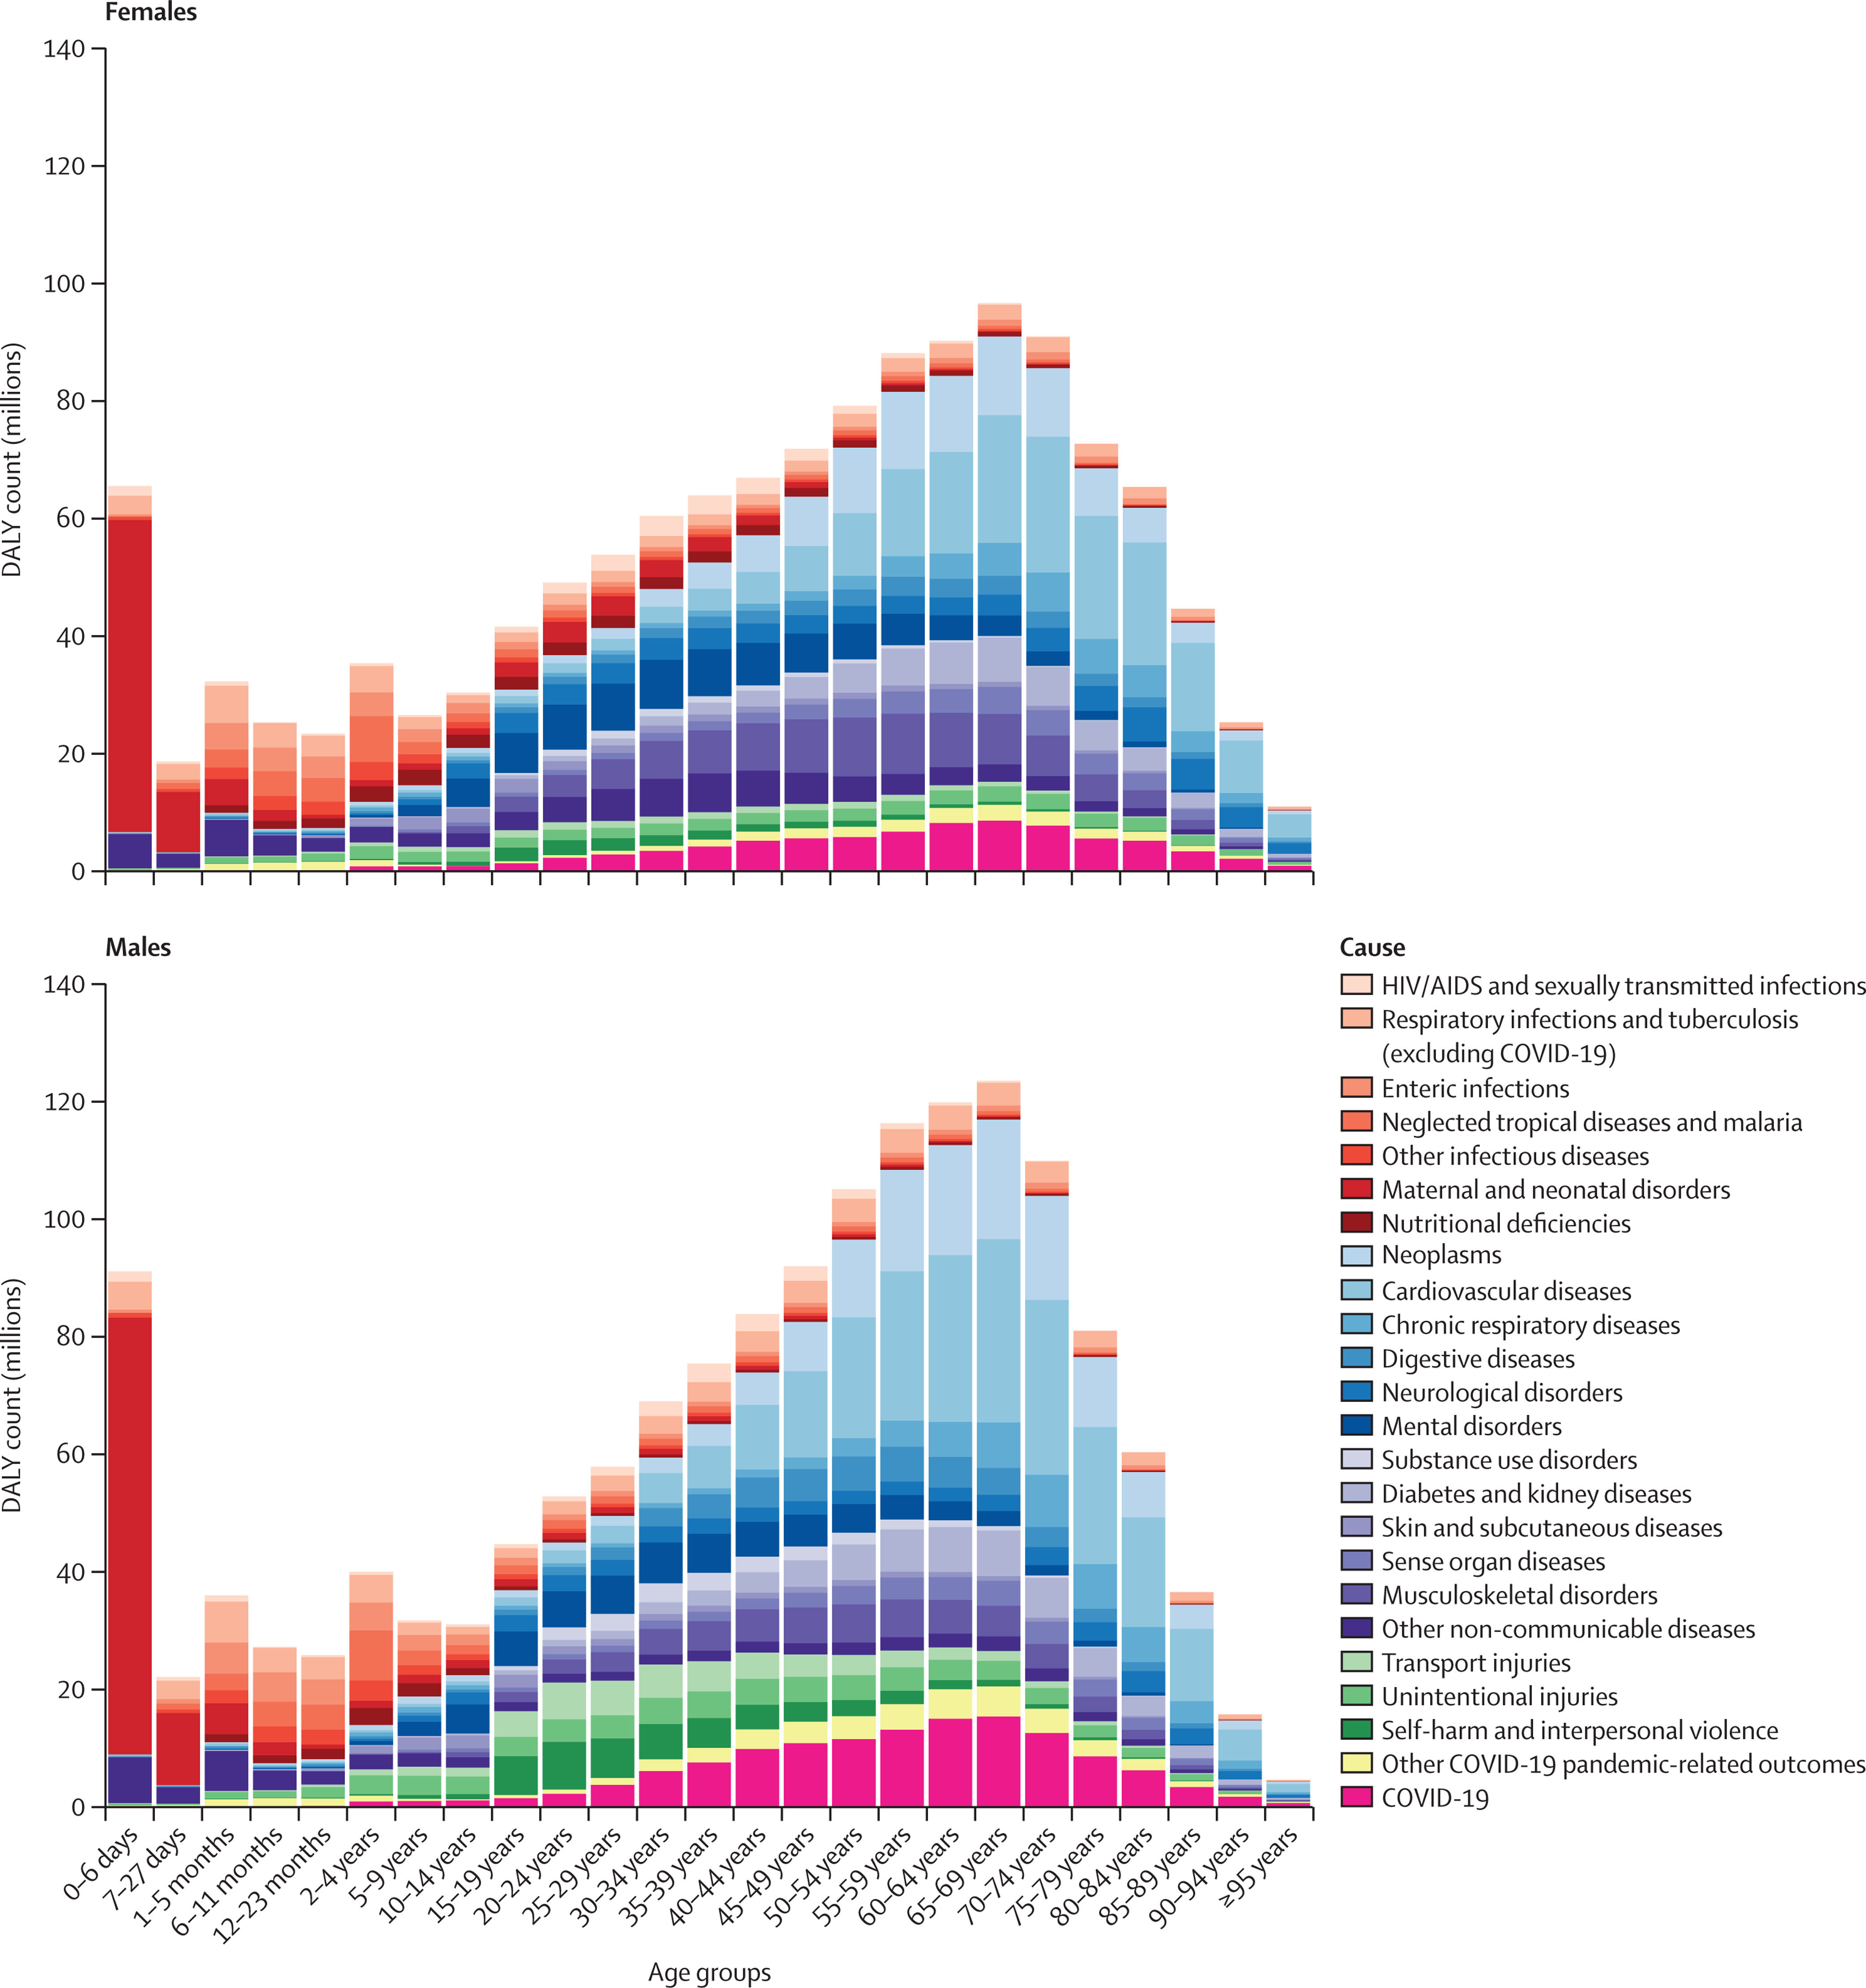 Females
140
120
100
80
60
40
20
0
DALY count (millions)
Males
140
120
100
80
60
40
20
0
DALY count (millions)
0–6 days
7–27 days
1–5 months
6–11 months
12–23 months
2–4 years
5–9 years
10–14 years
15–19 years
20–24 years
25–29 years
30–34 years
35–39 years
40–44 years
45–49 years
50–54 years
55–59 years
60–64 years
65–69 years
70–74 years
75–79 years
80–84 years
85–89 years
90–94 years
≥95 years
Age groups
Cause
HIV/AIDS and sexually transmitted infections
Respiratory infections and tuberculosis
(excluding COVID-19)
Enteric infections
Neglected tropical diseases and malaria
Other infectious diseases
Maternal and neonatal disorders
Nutritional deficiencies
Neoplasms
Cardiovascular diseases
Chronic respiratory diseases
Digestive diseases
Neurological disorders
Mental disorders
Substance use disorders
Diabetes and kidney diseases
Skin and subcutaneous diseases
Sense organ diseases
Musculoskeletal disorders
Other non-communicable diseases
Transport injuries
Unintentional injuries
Self-harm and interpersonal violence
Other COVID-19 pandemic-related outcomes
COVID-19